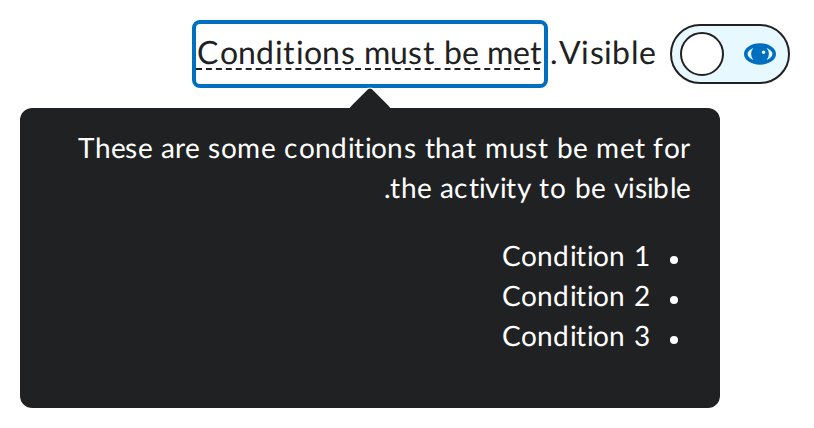 Conditions must be met .Visible
These are some conditions that must be met for
.the activity to be visible
Condition 1 •
Condition 2 •
Condition 3 •